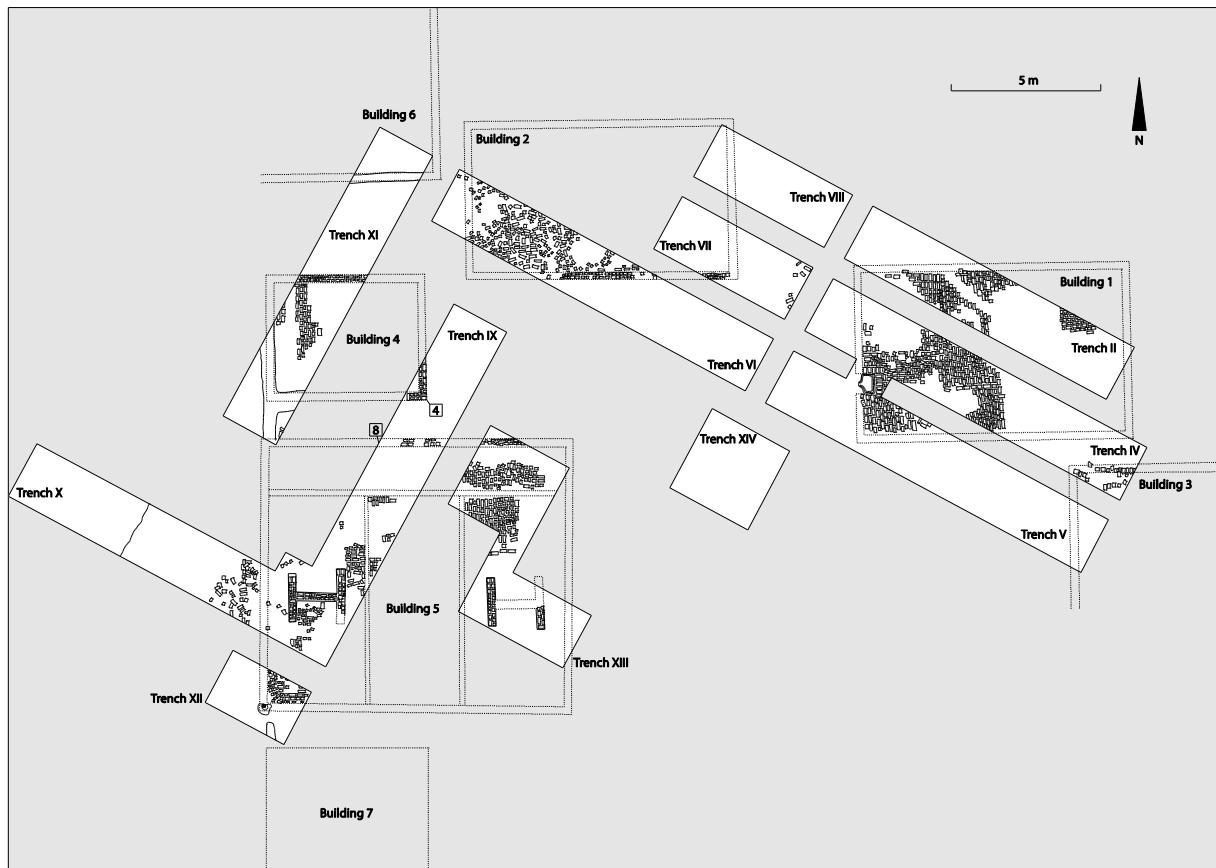 5 m
N
Building 6
Building 2
Trench VIII
Trench XI
Trench VII
Building 1
Trench IX
Building 4
Trench II
Trench VI
4
8
Trench XIV
Trench IV
Building 3
Trench X
Trench V
Building 5
Trench XIII
Trench XII
Building 7